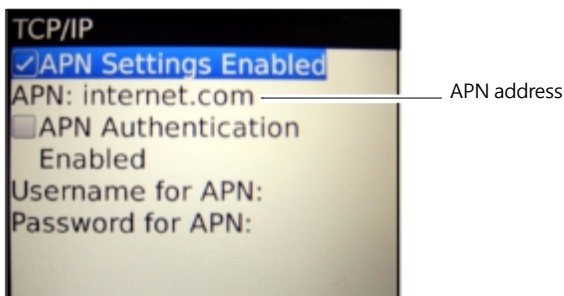 TCP/IP
APN Settings Enabled
APN: internet.com
APN address
APN Authentication
Enabled
Username for APN:
Password for APN: